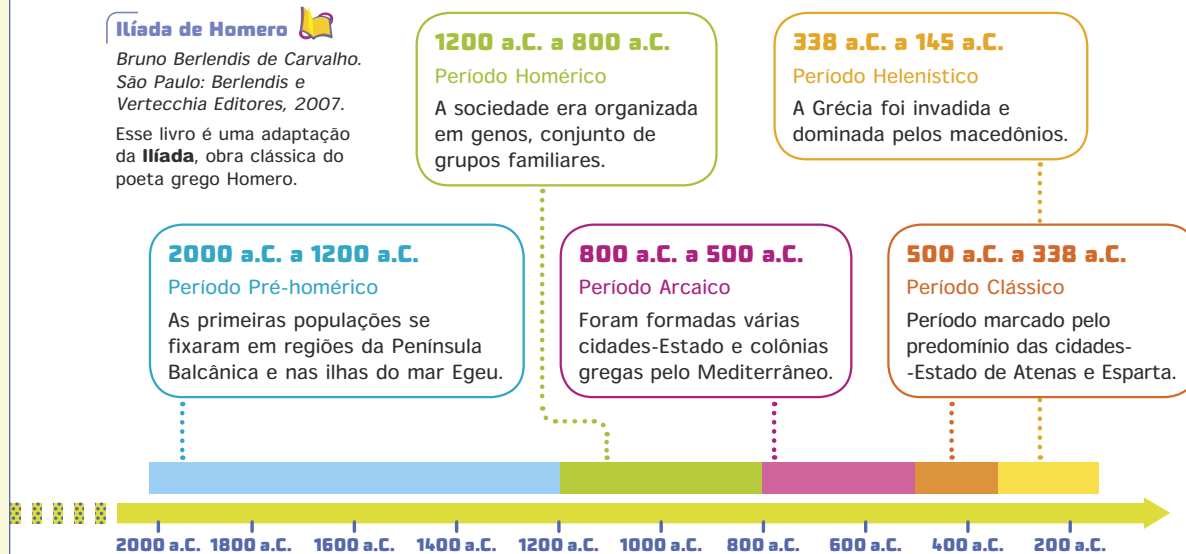 Ilíada de Homero
Bruno Berlendis de Carvalho.
São Paulo: Berlendis e
Vertecchia Editores, 2007.
Esse livro é uma adaptação
da Ilíada, obra clássica do
poeta grego Homero.
1200 a.C. a 800 a.C.
Período Homérico
A sociedade era organizada
em genos, conjunto de
grupos familiares.
338 a.C. a 145 a.C.
Período Helenístico
A Grécia foi invadida e
dominada pelos macedônios.
2000 a.C. a 1200 a.C.
Período Pré-homérico
As primeiras populações se
fixaram em regiões da Península
Balcânica e nas ilhas do mar Egeu.
800 a.C. a 500 a.C.
Período Arcaico
Foram formadas várias
cidades-Estado e colônias
gregas pelo Mediterrâneo.
500 a.C. a 338 a.C.
Período Clássico
Período marcado pelo
predomínio das cidades-
-Estado de Atenas e Esparta.
2000 a.C. 1800 a.C. 1600 a.C. 1400 a.C. 1200 a.C. 1000 a.C. 800 a.C. 600 a.C. 400 a.C. 200 a.C.